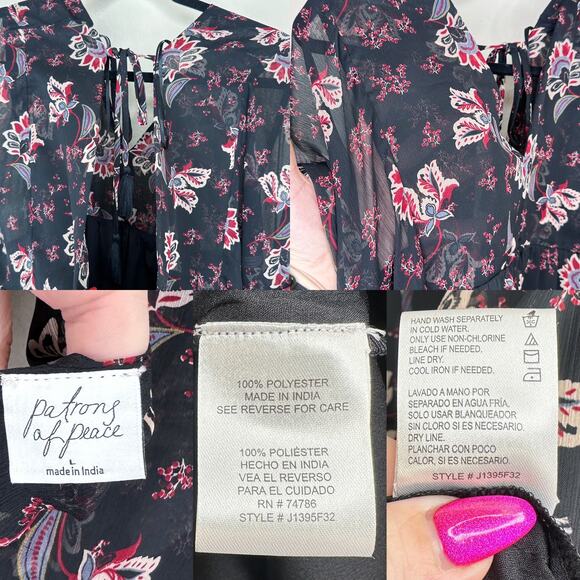 patrons
of peace
L
made in India
100% POLYESTER
MADE IN INDIA
SEE REVERSE FOR CARE
100% POLIÉSTER
HECHO EN INDIA
VEA EL REVERSO
PARA EL CUIDADO
RN # 74786
STYLE # J1395F32
HAND WASH SEPARATELY
IN COLD WATER.
ONLY USE NON-CHLORINE
BLEACH IF NEEDED.
LINE DRY.
COOL IRON IF NEEDED.
LAVADO A MANO POR
SEPARADO EN AGUA FRÍA,
SOLO USAR BLANQUEADOR
SIN CLORO SI ES NECESARIO.
DRY LINE.
PLANCHAR CON POCO
CALOR, SI ES NECESARIO.
STYLE # J1395F32